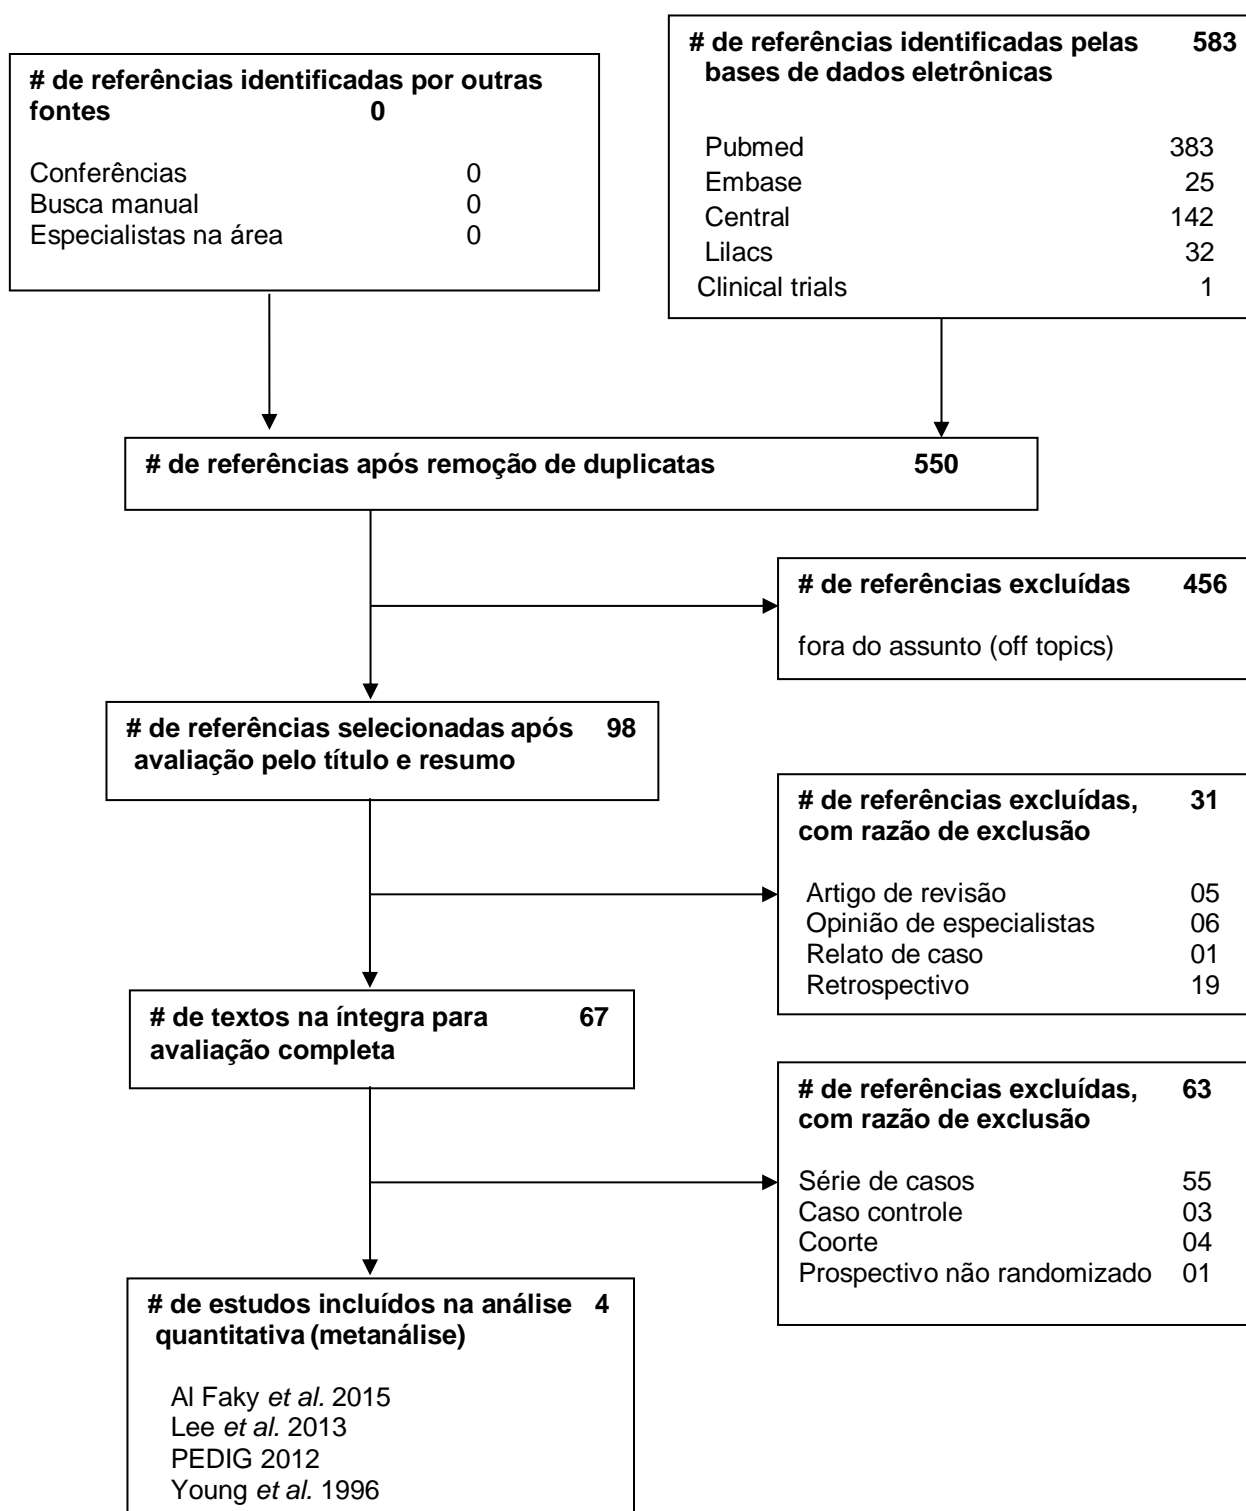 # de referências identificadas por outras
fontes 0
Conferências 0
Busca manual 0
Especialistas na área 0
# de referências identificadas pelas 583
bases de dados eletrônicas
Pubmed 383
Embase 25
Central 142
Lilacs 32
Clinical trials 1
# de referências após remoção de duplicatas 550
# de referências excluídas 456
fora do assunto (off topics)
# de referências selecionadas após 98
avaliação pelo título e resumo
# de referências excluídas, 31
com razão de exclusão
Artigo de revisão 05
Opinião de especialistas 06
Relato de caso 01
Retrospectivo 19
# de textos na íntegra para 67
avaliação completa
# de referências excluídas, 63
com razão de exclusão
Série de casos 55
Caso controle 03
Coorte 04
Prospectivo não randomizado 01
# de estudos incluídos na análise 4
quantitativa (metanálise)
Al Faky et al. 2015
Lee et al. 2013
PEDIG 2012
Young et al. 1996